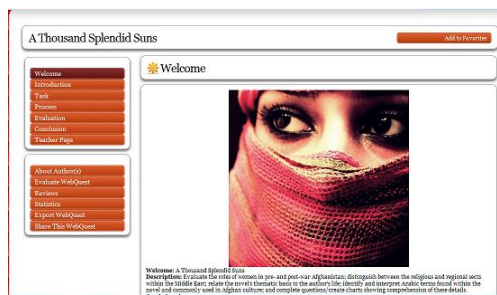 A Thousand Splendid Suns
Add to Favorites
Welcome
Introduction
Task
Process
Evaluation
Conclusion
Teacher Page
About Author(s)
Evaluate WebQuest
Reviews
Statistics
Export WebQuest
Share This WebQuest
Welcome
Welcome: A Thousand Splendid Suns
Description: Evaluate the roles of women in pre- and post-war Afghanistan; distinguish between the religious and regional sects
within the Middle East; relate the novel's thematic basis to the author's life; identify and interpret Arabic terms found within the
novel and commonly used in Afghan culture; and complete questions/create charts showing comprehension of these details.